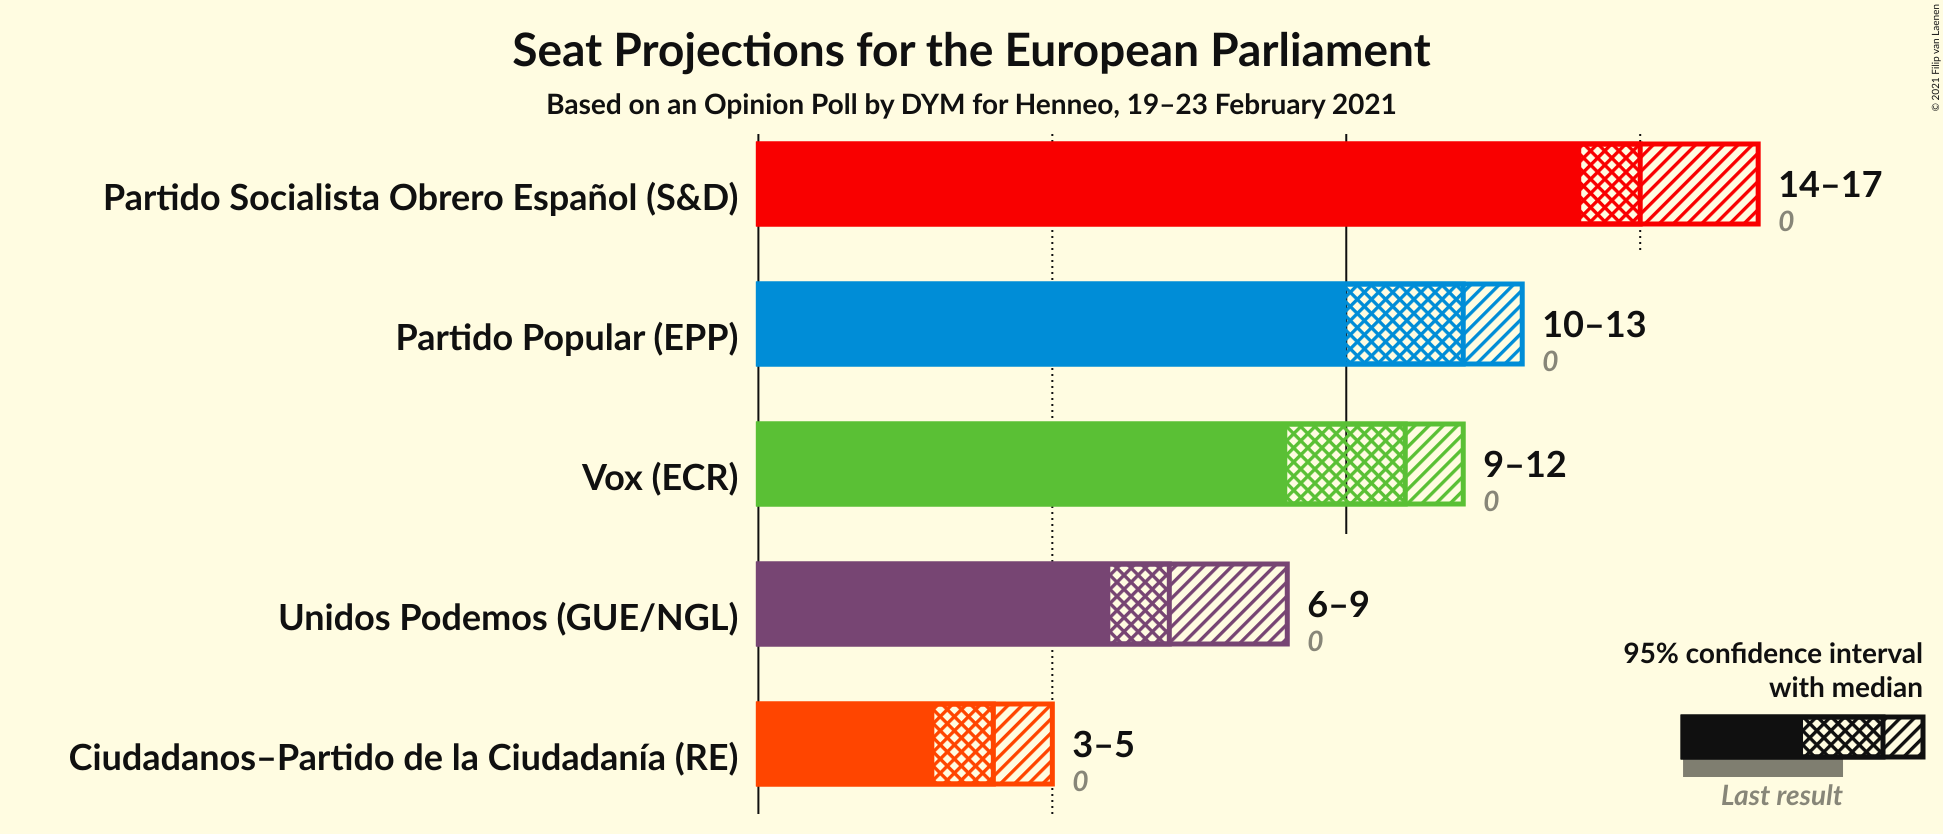 Seat Projections for the European Parliament
Based on an Opinion Poll by DYM for Henneo, 19–23 February 2021
© 2021 Filip van Laenen
Partido Socialista Obrero Español (S&D)
14–17
0
Partido Popular (EPP)
10–13
0
Vox (ECR)
9–12
0
Unidos Podemos (GUE/NGL)
6–9
0
Ciudadanos–Partido de la Ciudadanía (RE)
3–5
0
95% confidence interval
with median
Last result